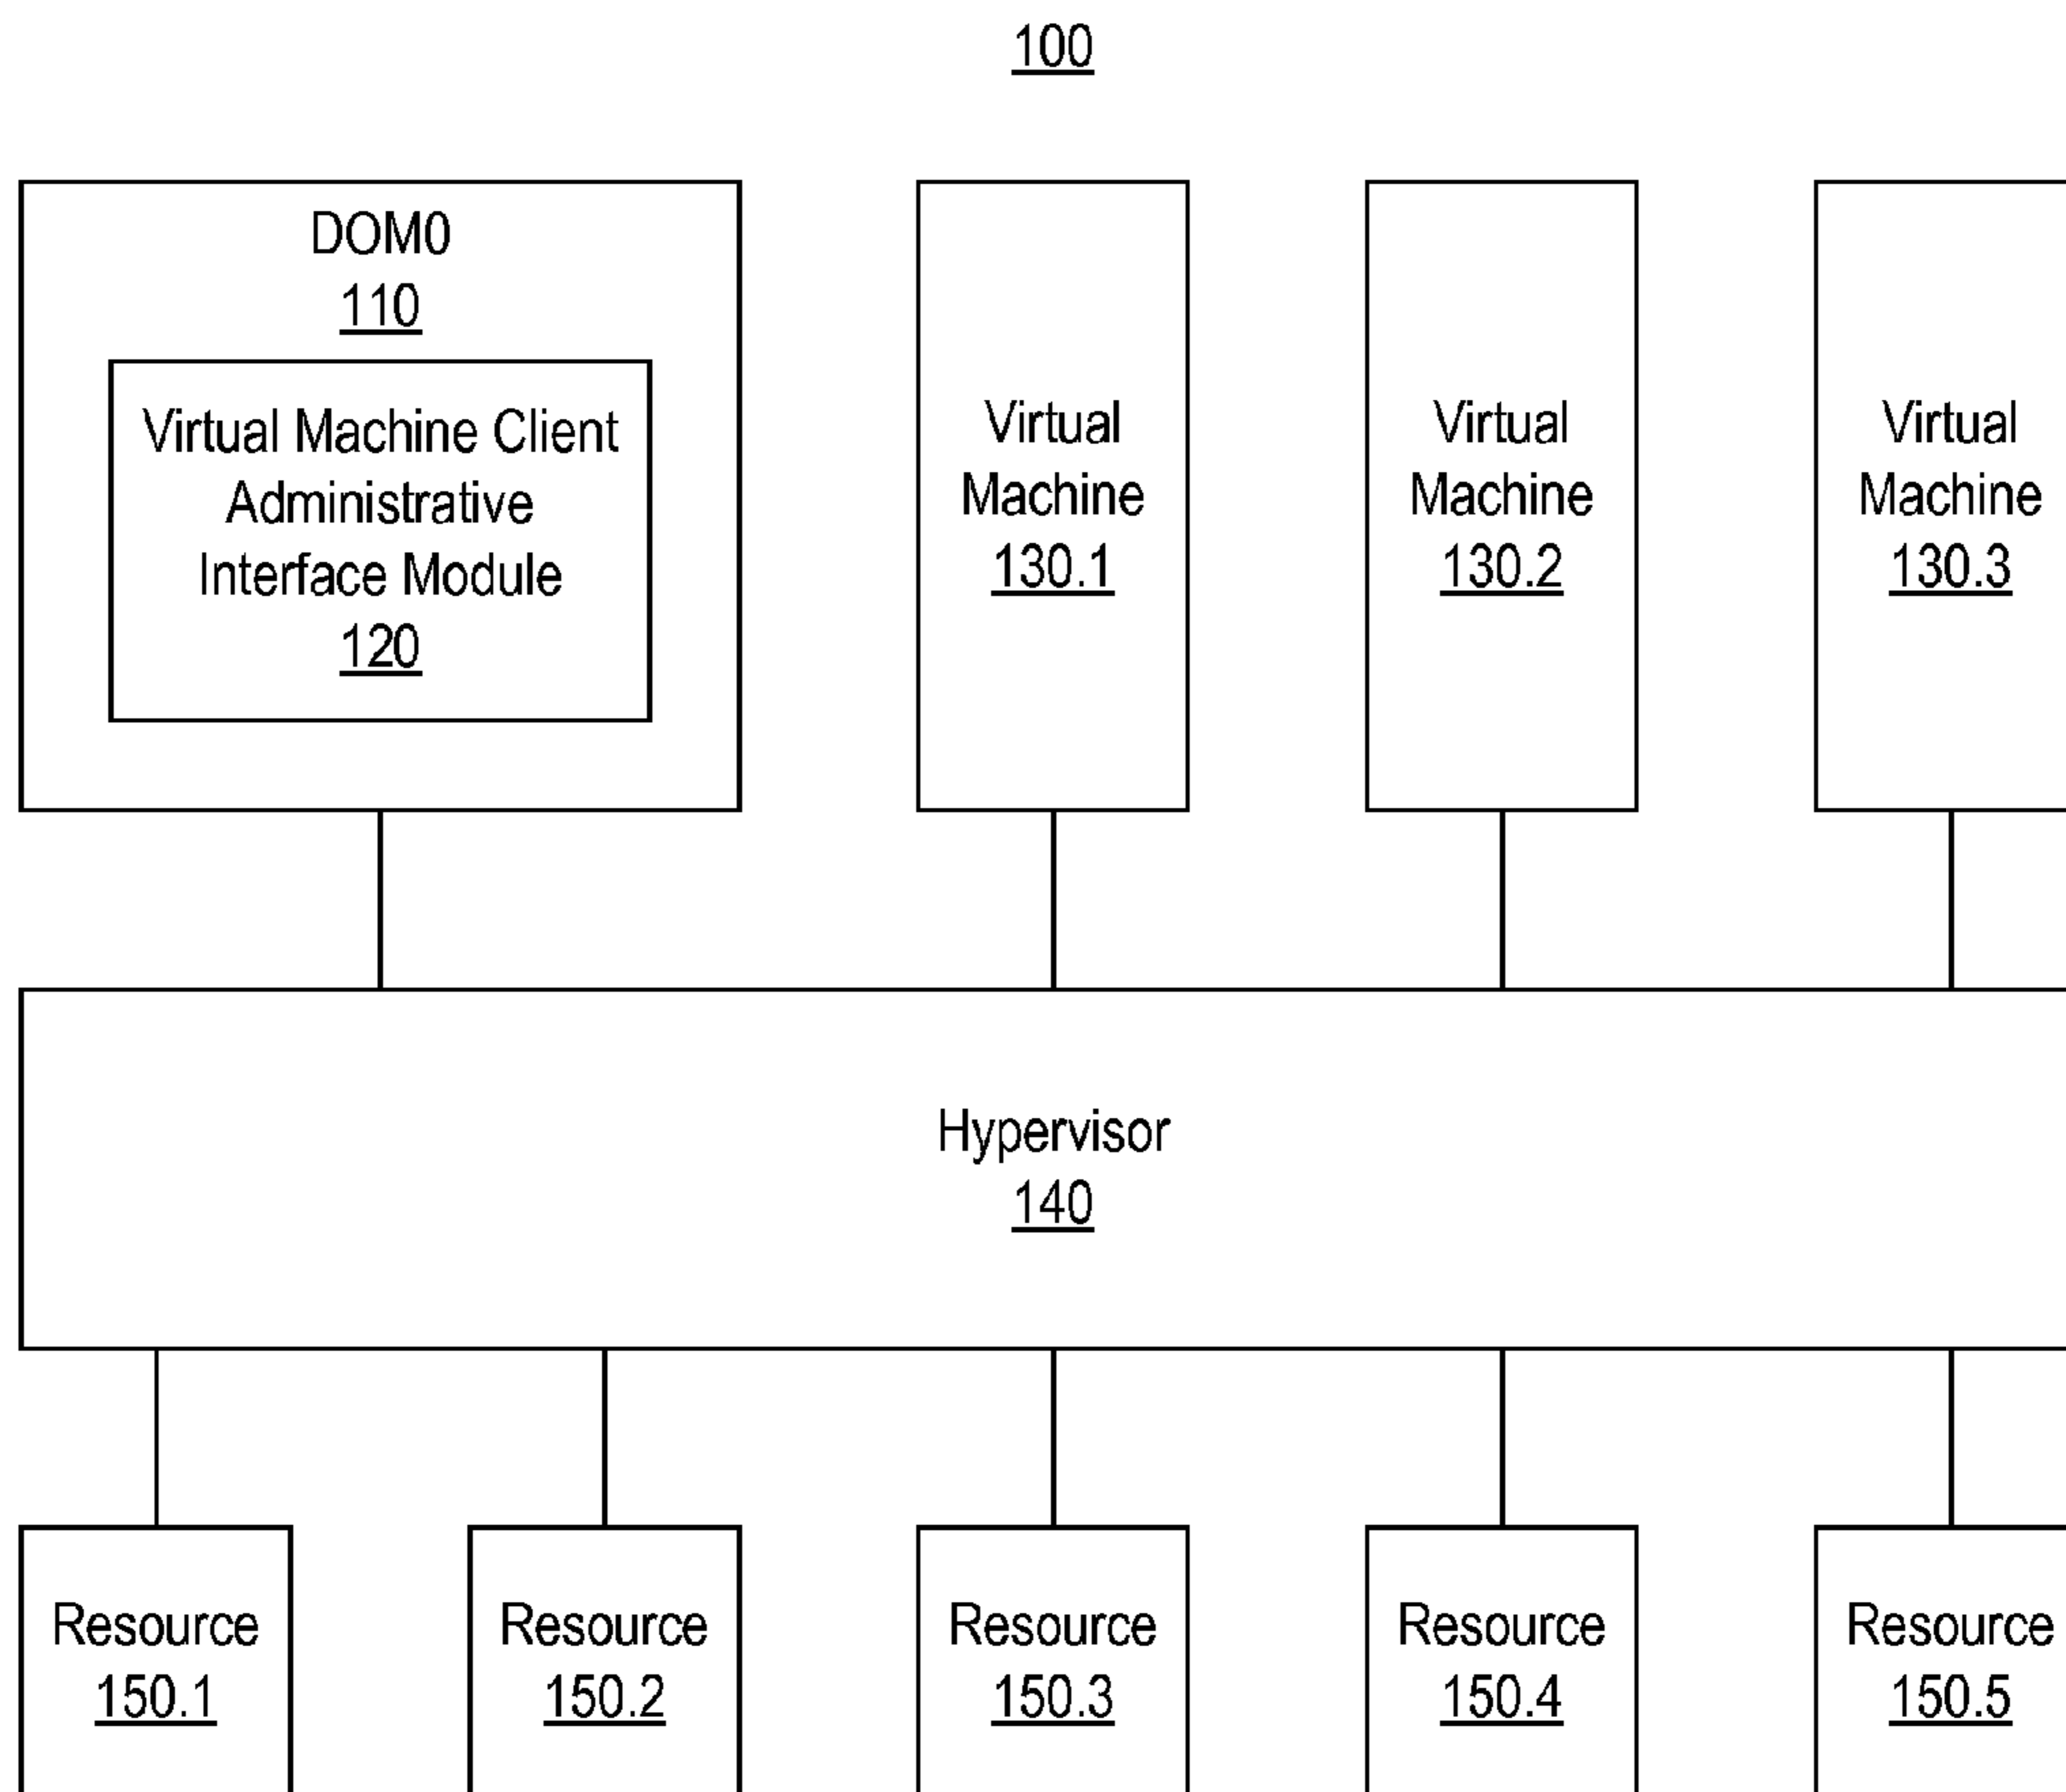 100
DOM0
110
Virtual Machine Client
Administrative
Interface Module
120
Virtual
Machine
130.1
Virtual
Machine
130.2
Virtual
Machine
130.3
Hypervisor
140
Resource
150.1
Resource
150.2
Resource
150.3
Resource
150.4
Resource
150.5